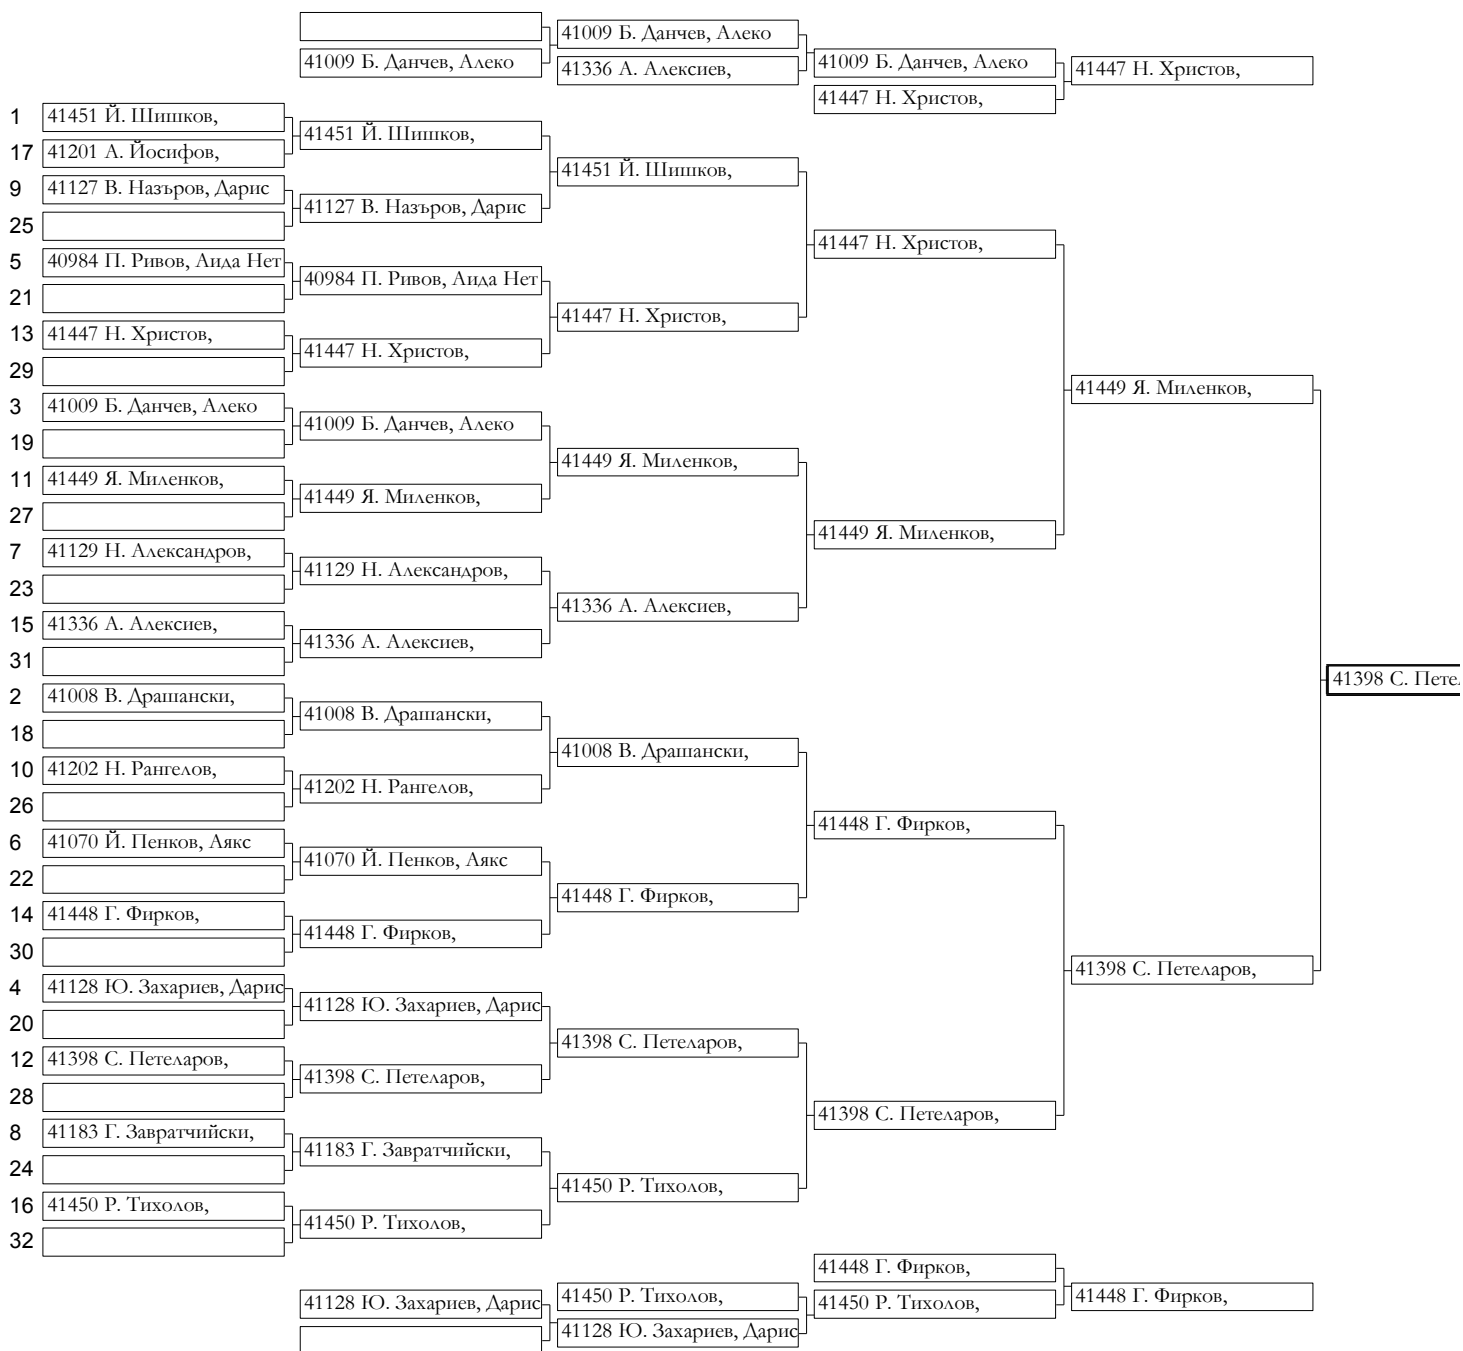 41009 Б. Данчев, Алеко
41009 Б. Данчев, Алеко
41336 А. Алексиев,
41009 Б. Данчев, Алеко
41447 Н. Христов,
41447 Н. Христов,
1 41451 Й. Шишков,
17 41201 А. Йосифов,
9 41127 В. Назъров, Дарис
25
5 40984 П. Ривов, Аида Нет
21
13 41447 Н. Христов,
29
3 41009 Б. Данчев, Алеко
19
11 41449 Я. Миленков,
27
7 41129 Н. Александров,
23
15 41336 А. Алексиев,
31
2 41008 В. Драшански,
18
10 41202 Н. Рангелов,
26
6 41070 Й. Пенков, Аякс
22
14 41448 Г. Фирков,
30
4 41128 Ю. Захариев, Дарис
20
12 41398 С. Петеларов,
28
8 41183 Г. Завратчийски,
24
16 41450 Р. Тихолов,
32
41451 Й. Шишков,
41127 В. Назъров, Дарис
40984 П. Ривов, Аида Нет
41447 Н. Христов,
41009 Б. Данчев, Алеко
41449 Я. Миленков,
41129 Н. Александров,
41336 А. Алексиев,
41008 В. Драшански,
41202 Н. Рангелов,
41070 Й. Пенков, Аякс
41448 Г. Фирков,
41128 Ю. Захариев, Дарис
41398 С. Петеларов,
41183 Г. Завратчийски,
41450 Р. Тихолов,
41451 Й. Шишков,
41447 Н. Христов,
41449 Я. Миленков,
41336 А. Алексиев,
41008 В. Драшански,
41448 Г. Фирков,
41398 С. Петеларов,
41450 Р. Тихолов,
41447 Н. Христов,
41449 Я. Миленков,
41448 Г. Фирков,
41398 С. Петеларов,
41449 Я. Миленков,
41398 С. Петеларов,
41398 С. Петел
41128 Ю. Захариев, Дарис
41450 Р. Тихолов,
41128 Ю. Захариев, Дарис
41448 Г. Фирков,
41450 Р. Тихолов,
41448 Г. Фирков,